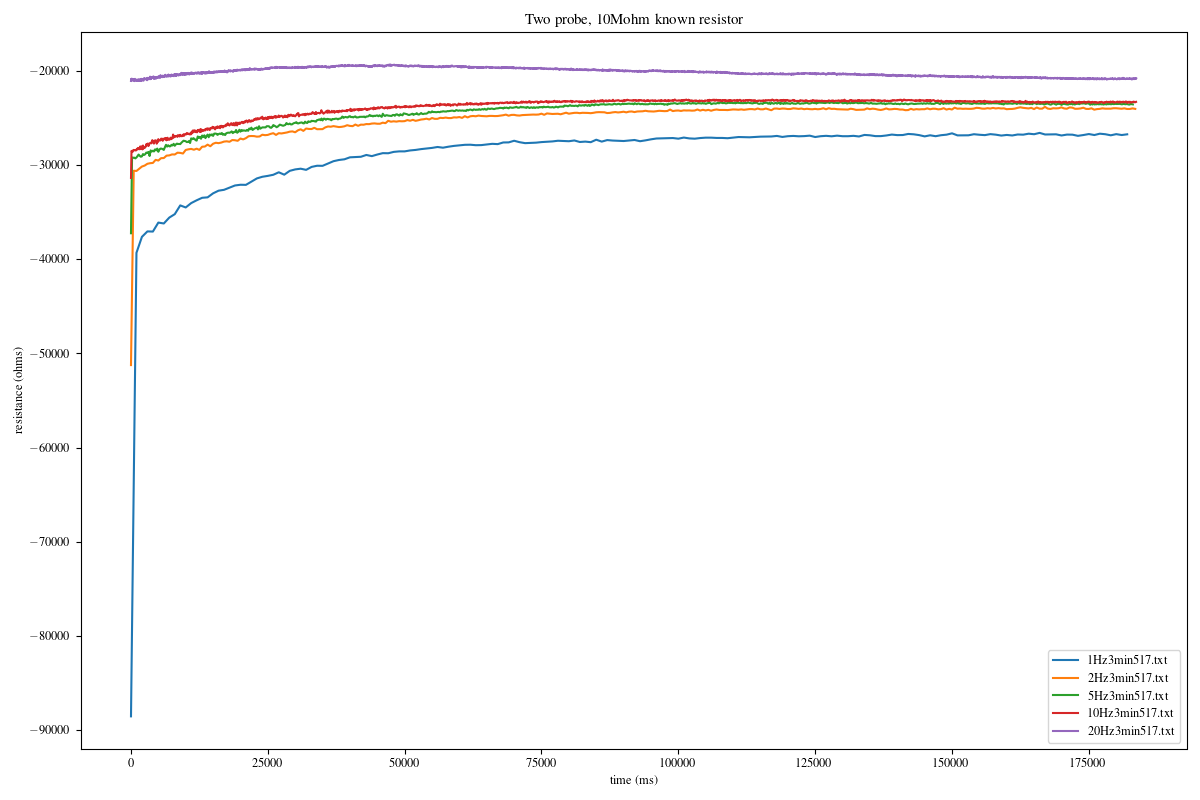 Two probe, 10Mohm known resistor
resistance (ohms)
−20000
−30000
−40000
−50000
−60000
−70000
−80000
−90000
0 25000 50000 75000 100000 125000 150000 175000
time (ms)
1Hz3min517.txt
2Hz3min517.txt
5Hz3min517.txt
10Hz3min517.txt
20Hz3min517.txt